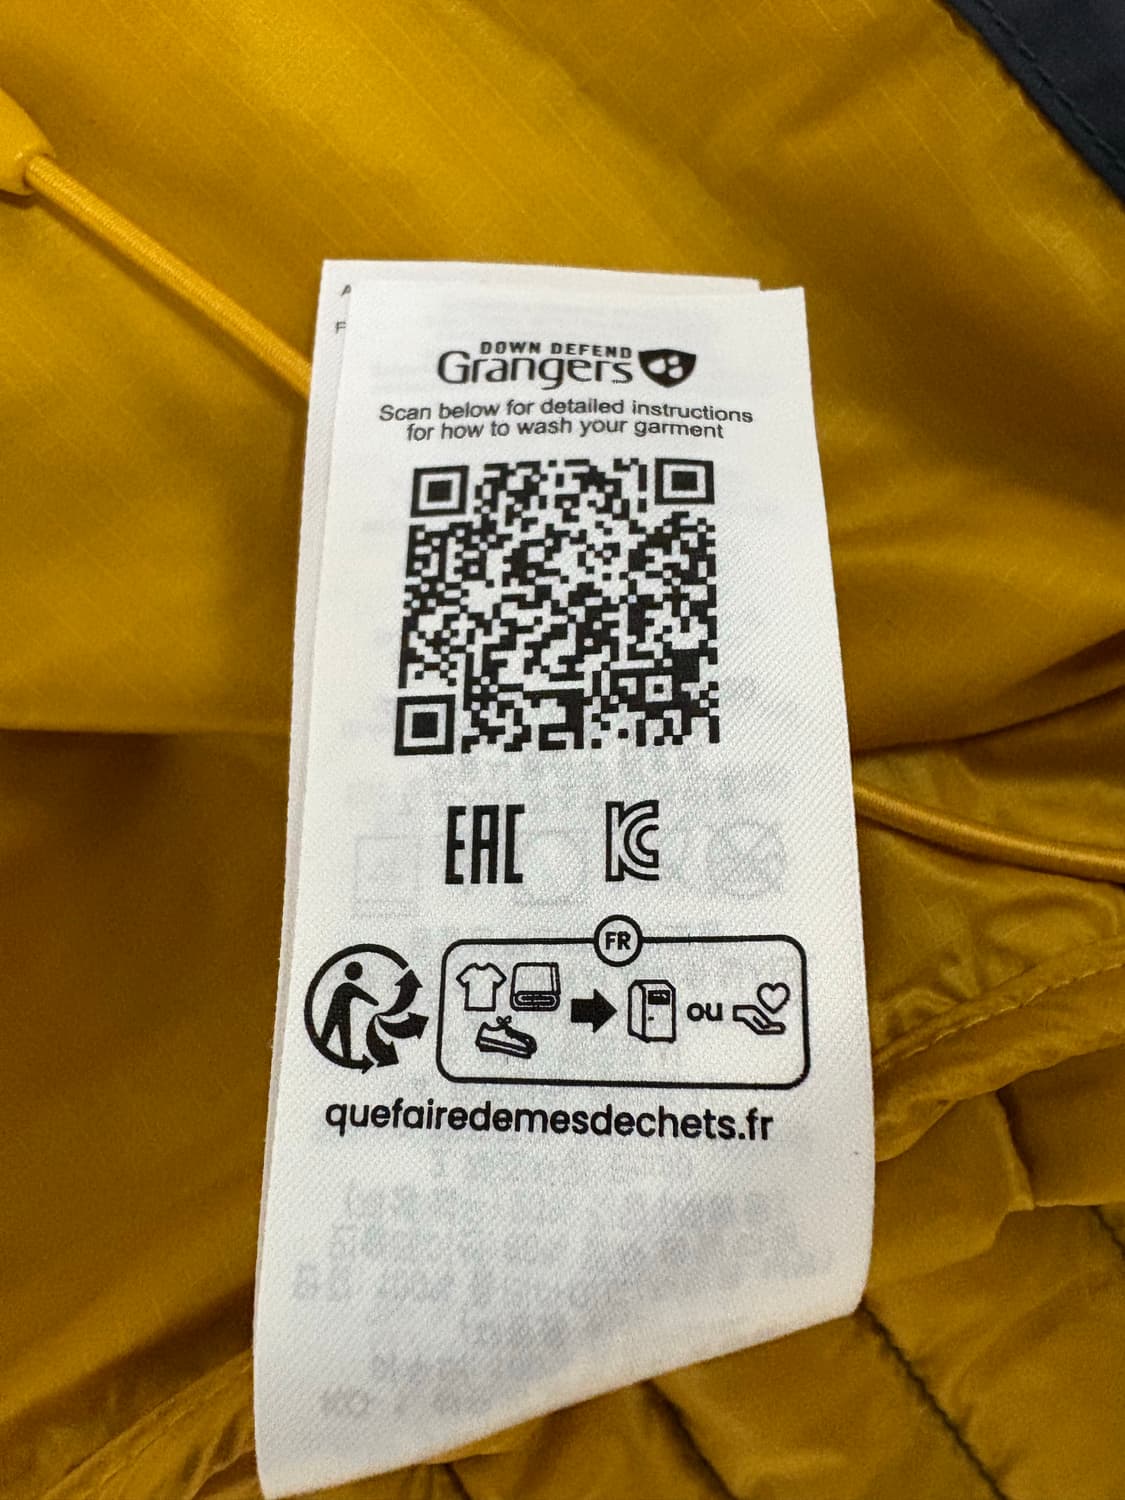 A
F
DOWN DEFEND
Grangers
Scan below for detailed instructions
for how to wash your garment
EAC
KC
FR
ou
quefairedemesdechets.fr